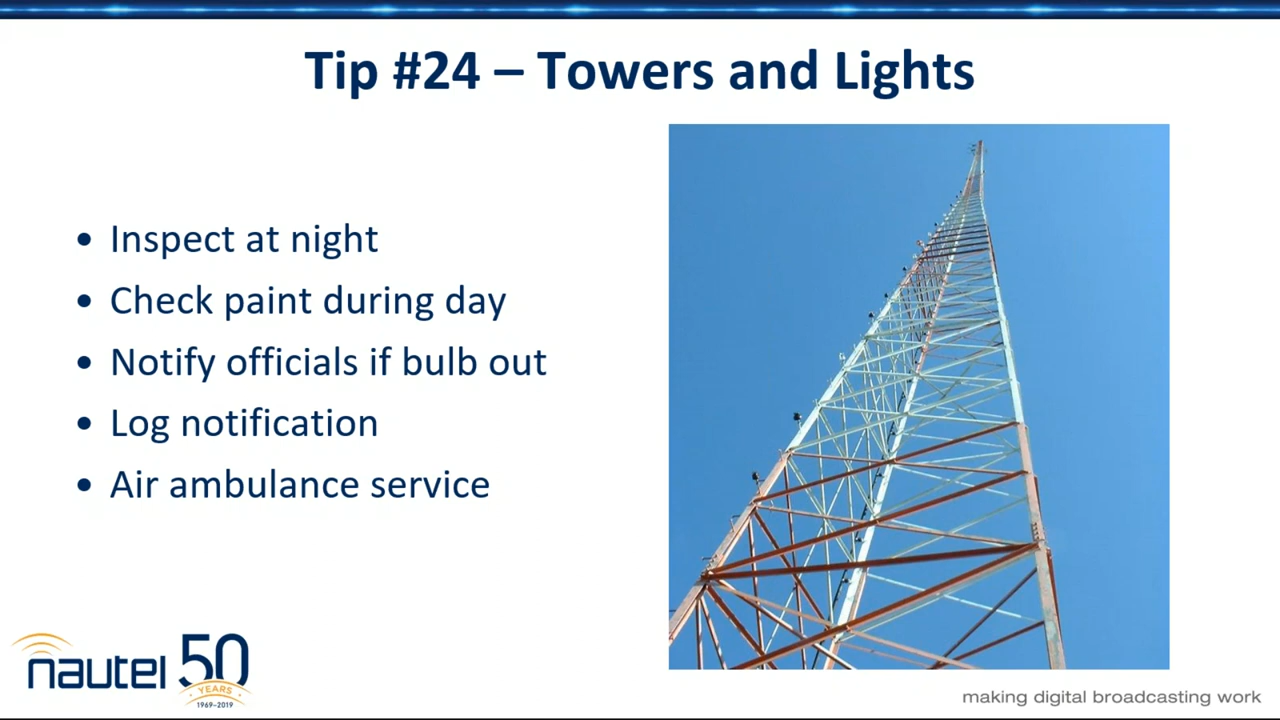 Tip #24 – Towers and Lights
• Inspect at night
• Check paint during day
• Notify officials if bulb out
• Log notification
• Air ambulance service
nautel 50
YEARS
1969–2019
making digital broadcasting work